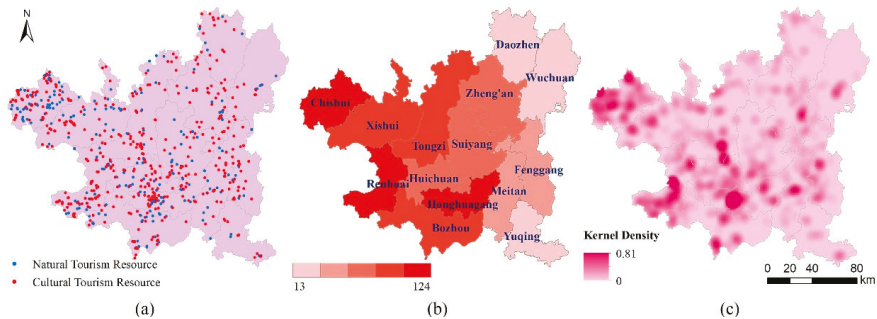 N
Natural Tourism Resource
Cultural Tourism Resource
(a)
Daozhen
Wuchuan
Zheng'an
Chishui
Xishui
Tongzi
Suiyang
Fenggang
Renhuai
Huichuan
Meitan
Honghuagang
Bozhou
Yuqing
13
124
(b)
Kernel Density
0.81
0
0 20 40 60 80
km
(c)